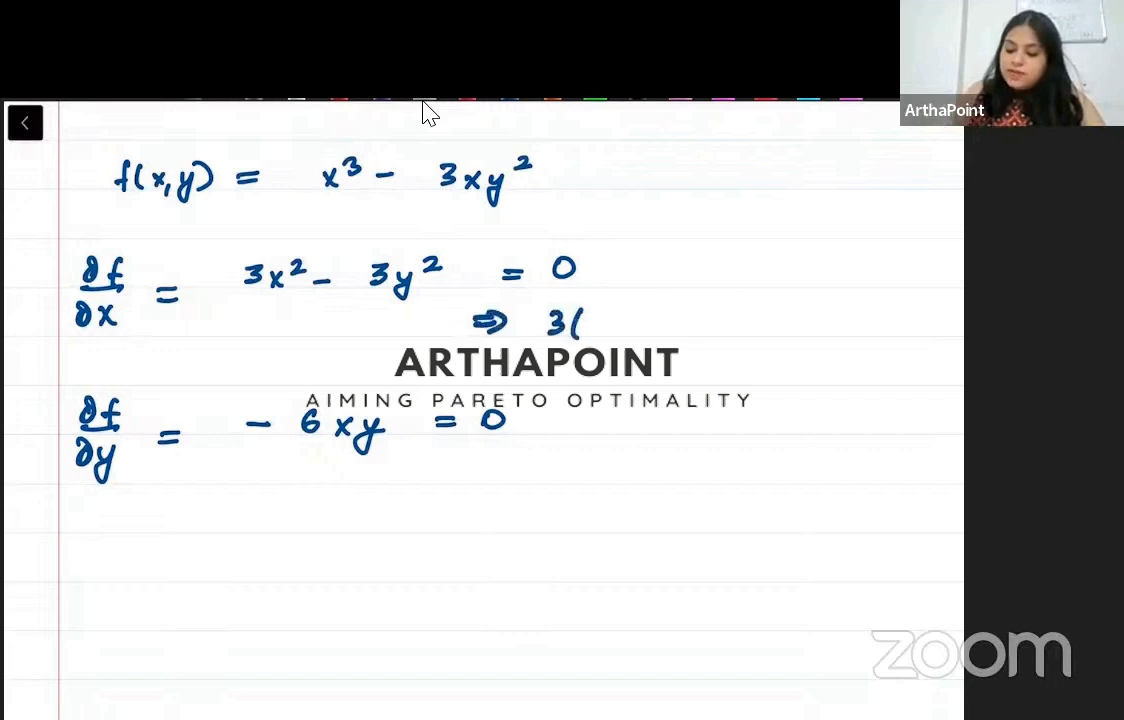 ArthaPoint
f(x,y) = x³ - 3xy²
∂f/∂x = 3x² - 3y² = 0
⇒ 3(
ARTHAPOINT
AIMING PARETO OPTIMALITY
∂f/∂y = - 6xy = 0
zoom